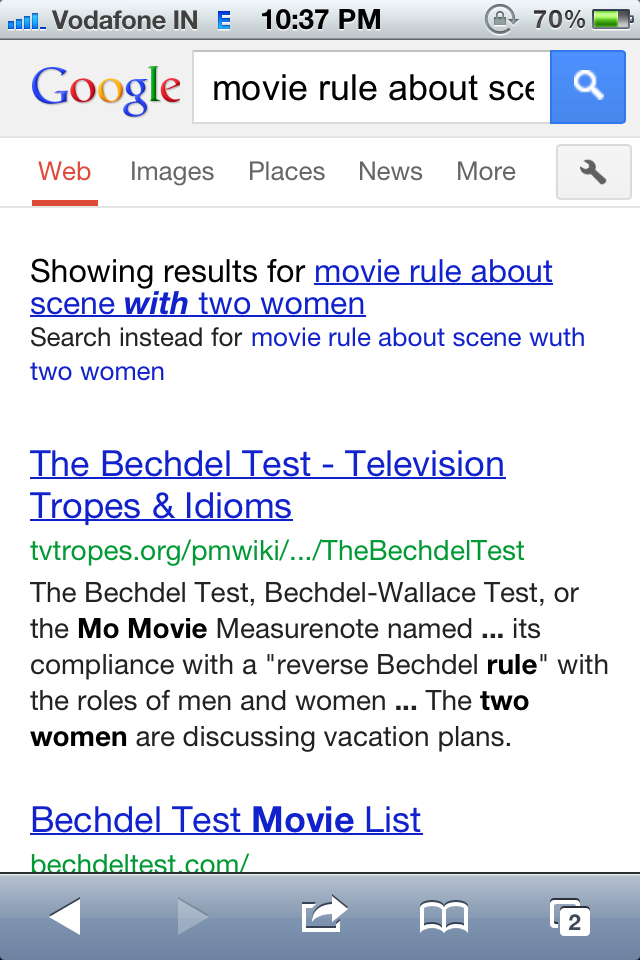 Vodafone IN E 10:37 PM 70%
Google movie rule about sce
Web Images Places News More
Showing results for movie rule about
scene with two women
Search instead for movie rule about scene wuth
two women
The Bechdel Test - Television
Tropes & Idioms
tvtropes.org/pmwiki/.../TheBechdelTest
The Bechdel Test, Bechdel-Wallace Test, or
the Mo Movie Measurenote named ... its
compliance with a "reverse Bechdel rule" with
the roles of men and women ... The two
women are discussing vacation plans.
Bechdel Test Movie List
bechdeltest.com/
2